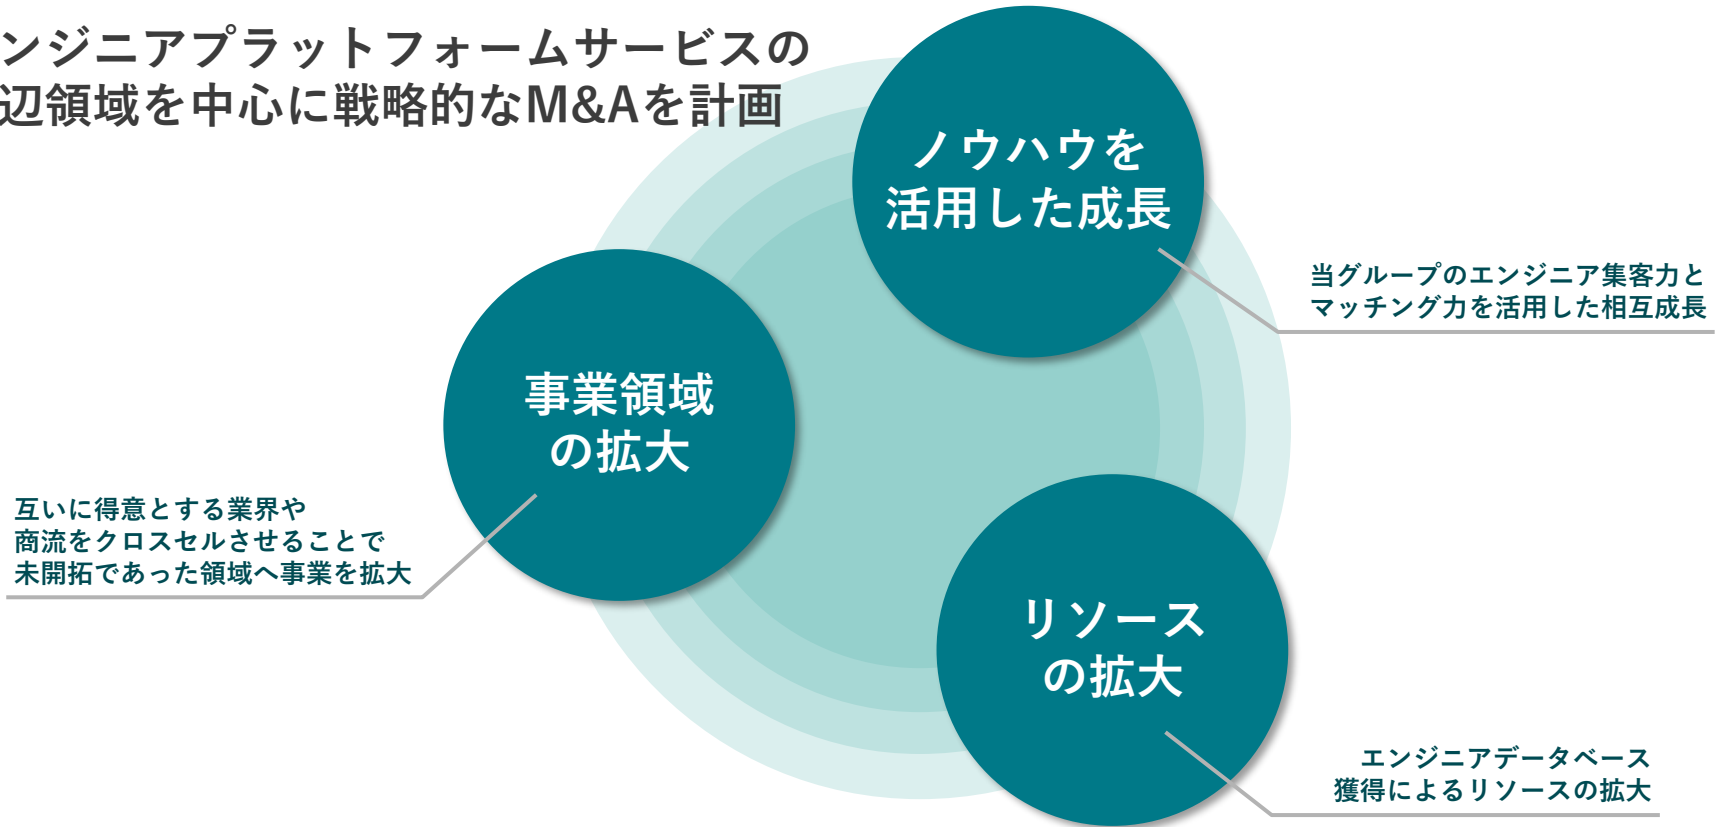 ンジニアプラットフォームサービスの
辺領域を中心に戦略的なM&Aを計画
ノウハウを
活用した成長
当グループのエンジニア集客力と
マッチング力を活用した相互成長
事業領域
の拡大
互いに得意とする業界や
商流をクロスセルさせることで
未開拓であった領域へ事業を拡大
リソース
の拡大
エンジニアデータベース
獲得によるリソースの拡大